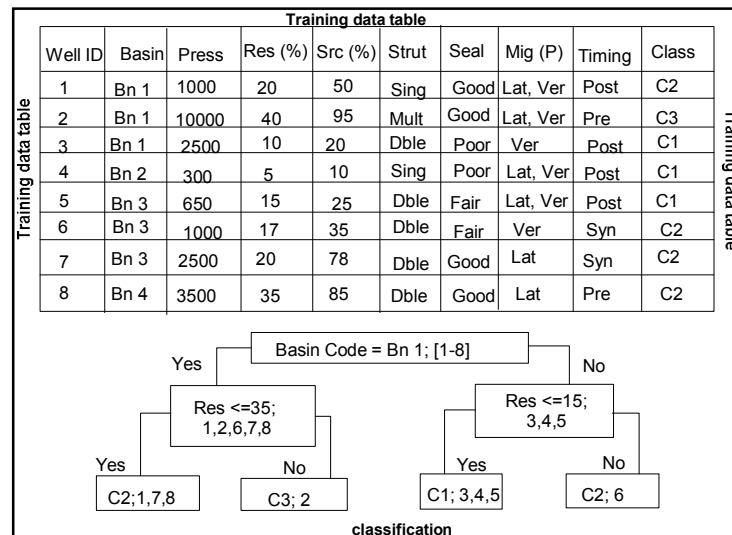 Training data table
Training data table
Training data table
Well ID Basin Press Res (%) Src (%) Strut Seal Mig (P) Timing Class
1 Bn 1 1000 20 50 Sing Good Lat, Ver Post C2
2 Bn 1 10000 40 95 Mult Good Lat, Ver Pre C3
3 Bn 1 2500 10 20 Dble Poor Ver Post C1
4 Bn 2 300 5 10 Sing Poor Lat, Ver Post C1
5 Bn 3 650 15 25 Dble Fair Lat, Ver Post C1
6 Bn 3 1000 17 35 Dble Fair Ver Syn C2
7 Bn 3 2500 20 78 Dble Good Lat Syn C2
8 Bn 4 3500 35 85 Dble Good Lat Pre C2
Basin Code = Bn 1; [1-8]
Yes No
Res <=35;
1,2,6,7,8
Res <=15;
3,4,5
Yes No Yes No
C2;1,7,8 C3; 2 C1; 3,4,5 C2; 6
classification